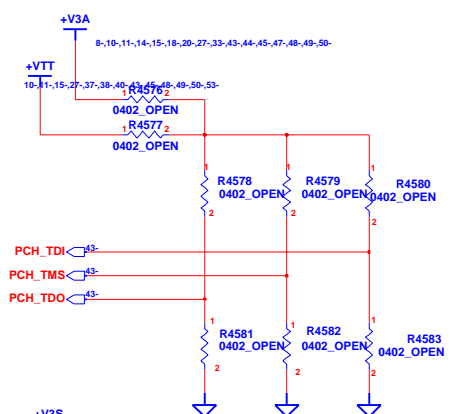 +V3A
8-,10-,11-,14-,15-,18-,20-,27-,33-,43-,44-,45-,47-,48-,49-,50-
+VTT
10-,11-,15-,27-,37-,38-,40-,43-,45-,48-,49-,50-,53-
R4576
1 2
0402_OPEN
R4577
1 2
0402_OPEN
1 1 1
R4578 R4579 R4580
0402_OPEN 0402_OPEN 0402_OPEN
2 2 2
PCH_TDI 43-
PCH_TMS 43-
PCH_TDO 43-
1 1 1
R4581 R4582 R4583
0402_OPEN 0402_OPEN 0402_OPEN
2 2 2
+V3S